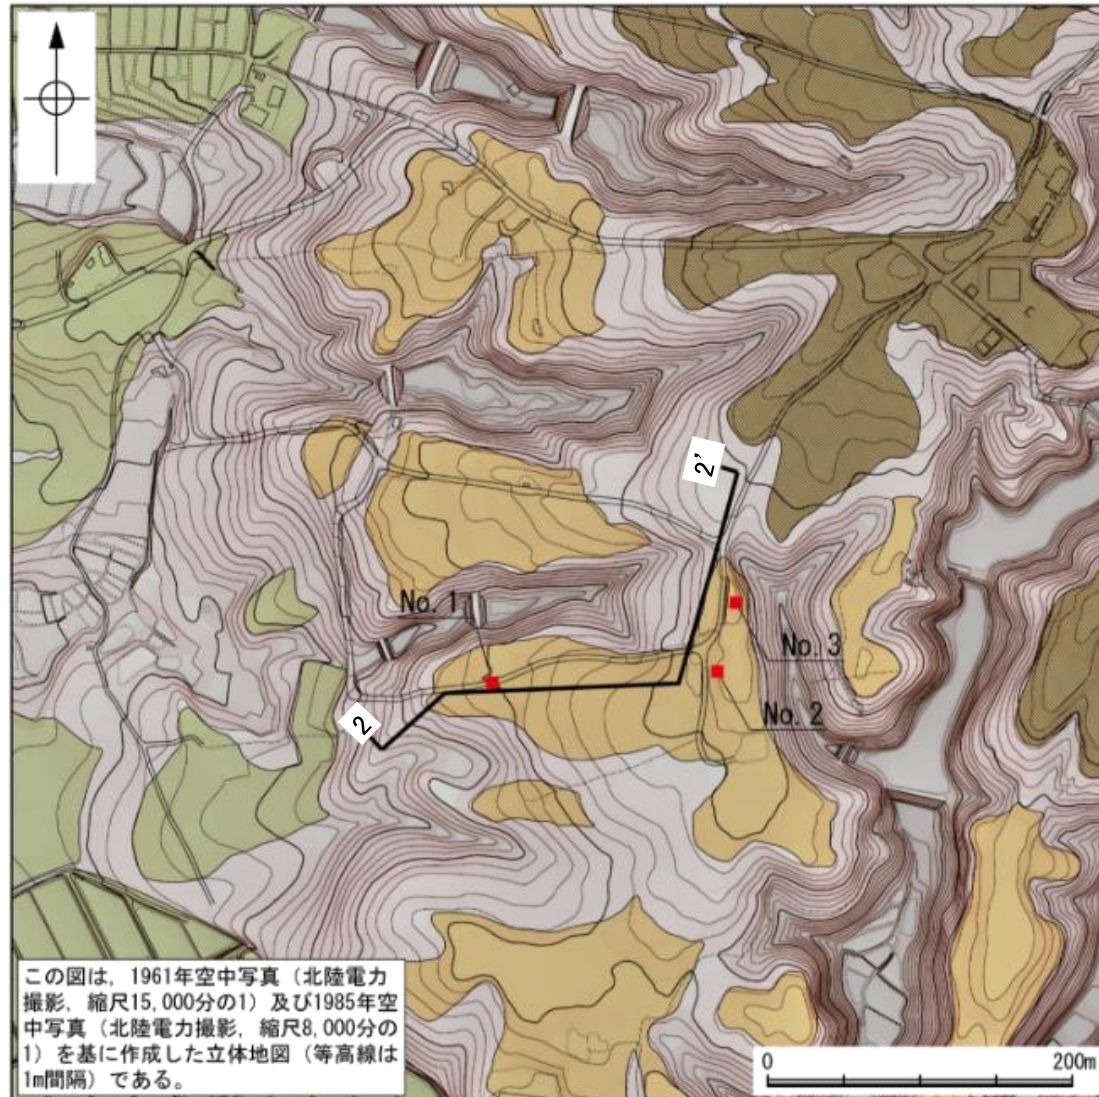 2’
No. 1
No. 3
2
No. 2
この図は，1961年空中写真（北陸電力
撮影，縮尺15,000分の1）及び1985年空
中写真（北陸電力撮影，縮尺8,000分の
1）を基に作成した立体地図（等高線は
1m間隔）である。
0 200m